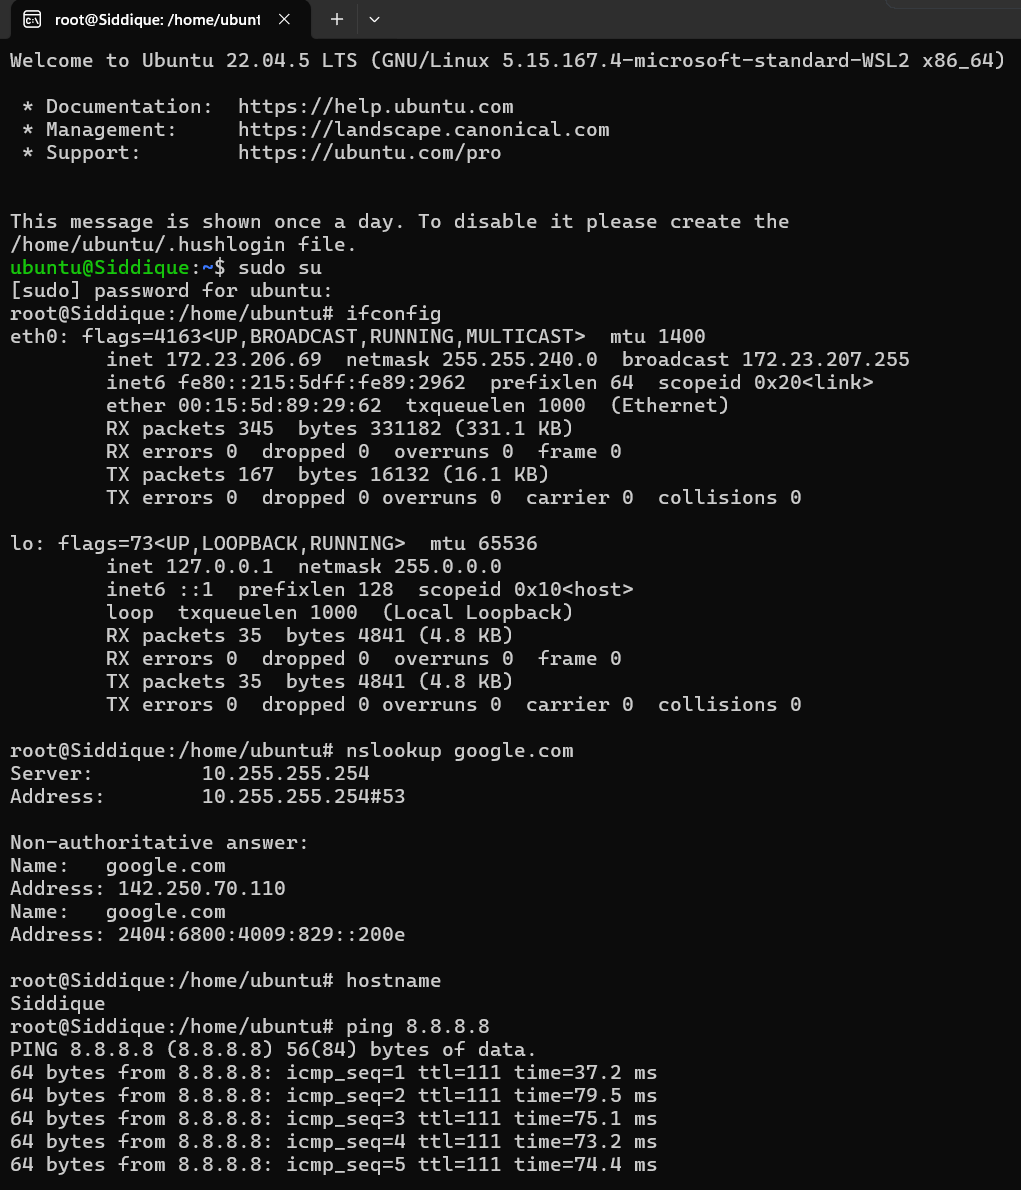 root@Siddique: /home/ubunt
Welcome to Ubuntu 22.04.5 LTS (GNU/Linux 5.15.167.4-microsoft-standard-WSL2 x86_64)
* Documentation:  https://help.ubuntu.com
* Management:     https://landscape.canonical.com
* Support:        https://ubuntu.com/pro
This message is shown once a day. To disable it please create the
/home/ubuntu/.hushlogin file.
ubuntu@Siddique:~$ sudo su
[sudo] password for ubuntu:
root@Siddique:/home/ubuntu# ifconfig
eth0: flags=4163<UP,BROADCAST,RUNNING,MULTICAST>  mtu 1400
        inet 172.23.206.69  netmask 255.255.240.0  broadcast 172.23.207.255
        inet6 fe80::215:5dff:fe89:2962  prefixlen 64  scopeid 0x20<link>
        ether 00:15:5d:89:29:62  txqueuelen 1000  (Ethernet)
        RX packets 345  bytes 331182 (331.1 KB)
        RX errors 0  dropped 0  overruns 0  frame 0
        TX packets 167  bytes 16132 (16.1 KB)
        TX errors 0  dropped 0 overruns 0  carrier 0  collisions 0
lo: flags=73<UP,LOOPBACK,RUNNING>  mtu 65536
        inet 127.0.0.1  netmask 255.0.0.0
        inet6 ::1  prefixlen 128  scopeid 0x10<host>
        loop  txqueuelen 1000  (Local Loopback)
        RX packets 35  bytes 4841 (4.8 KB)
        RX errors 0  dropped 0  overruns 0  frame 0
        TX packets 35  bytes 4841 (4.8 KB)
        TX errors 0  dropped 0 overruns 0  carrier 0  collisions 0
root@Siddique:/home/ubuntu# nslookup google.com
Server:         10.255.255.254
Address:        10.255.255.254#53
Non-authoritative answer:
Name:   google.com
Address: 142.250.70.110
Name:   google.com
Address: 2404:6800:4009:829::200e
root@Siddique:/home/ubuntu# hostname
Siddique
root@Siddique:/home/ubuntu# ping 8.8.8.8
PING 8.8.8.8 (8.8.8.8) 56(84) bytes of data.
64 bytes from 8.8.8.8: icmp_seq=1 ttl=111 time=37.2 ms
64 bytes from 8.8.8.8: icmp_seq=2 ttl=111 time=79.5 ms
64 bytes from 8.8.8.8: icmp_seq=3 ttl=111 time=75.1 ms
64 bytes from 8.8.8.8: icmp_seq=4 ttl=111 time=73.2 ms
64 bytes from 8.8.8.8: icmp_seq=5 ttl=111 time=74.4 ms